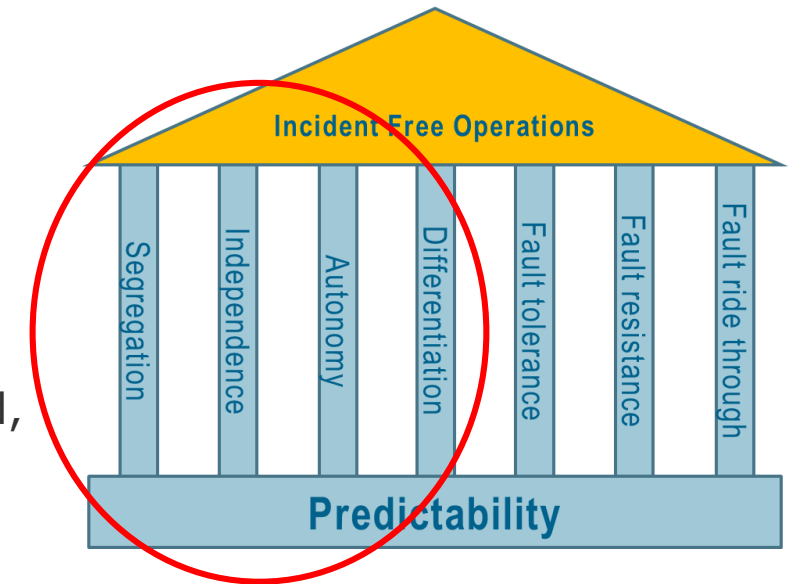 Incident Free Operations
Segregation
Independence
Autonomy
Differentiation
Fault tolerance
Fault resistance
Fault ride through
Predictability